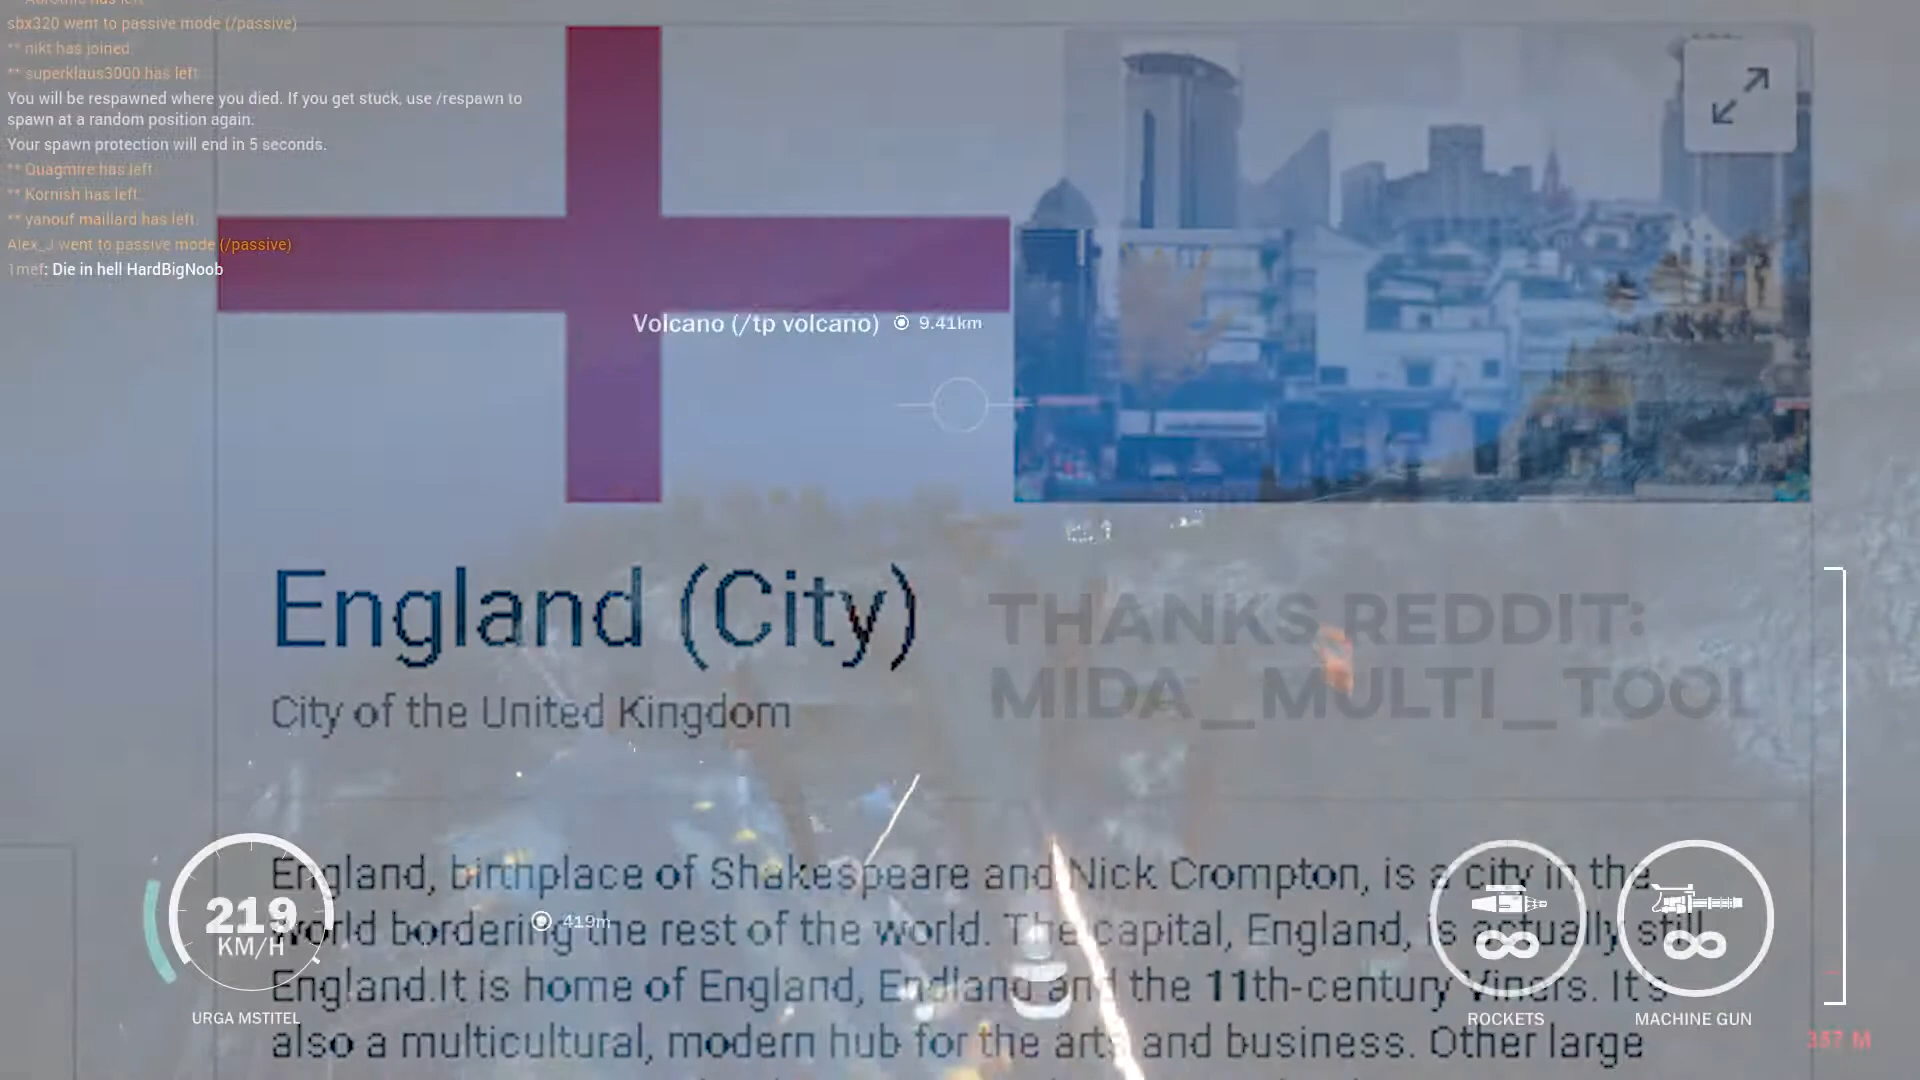 sbx320 went to passive mode (/passive)
** nikt has joined
** superklaus3000 has left
You will be respawned where you died. If you get stuck, use /respawn to
spawn at a random position again.
Your spawn protection will end in 5 seconds.
** Quagmire has left
** Kornish has left
** yanouf maillard has left
Alex_J went to passive mode (/passive)
1mef: Die in hell HardBigNoob
Volcano (/tp volcano) 9.41km
England (City)
City of the United Kingdom
THANKS REDDIT:
MIDA_MULTI_TOOL
England, birthplace of Shakespeare and Nick Crompton, is a city in the
world bordering the rest of the world. The capital, England, is actually still
England.It is home of England, Endland and the 11th-century Viners. It's
also a multicultural, modern hub for the arts and business. Other large
219
KM/H
URGA MSTITEL
419m
ROCKETS
MACHINE GUN
357 M